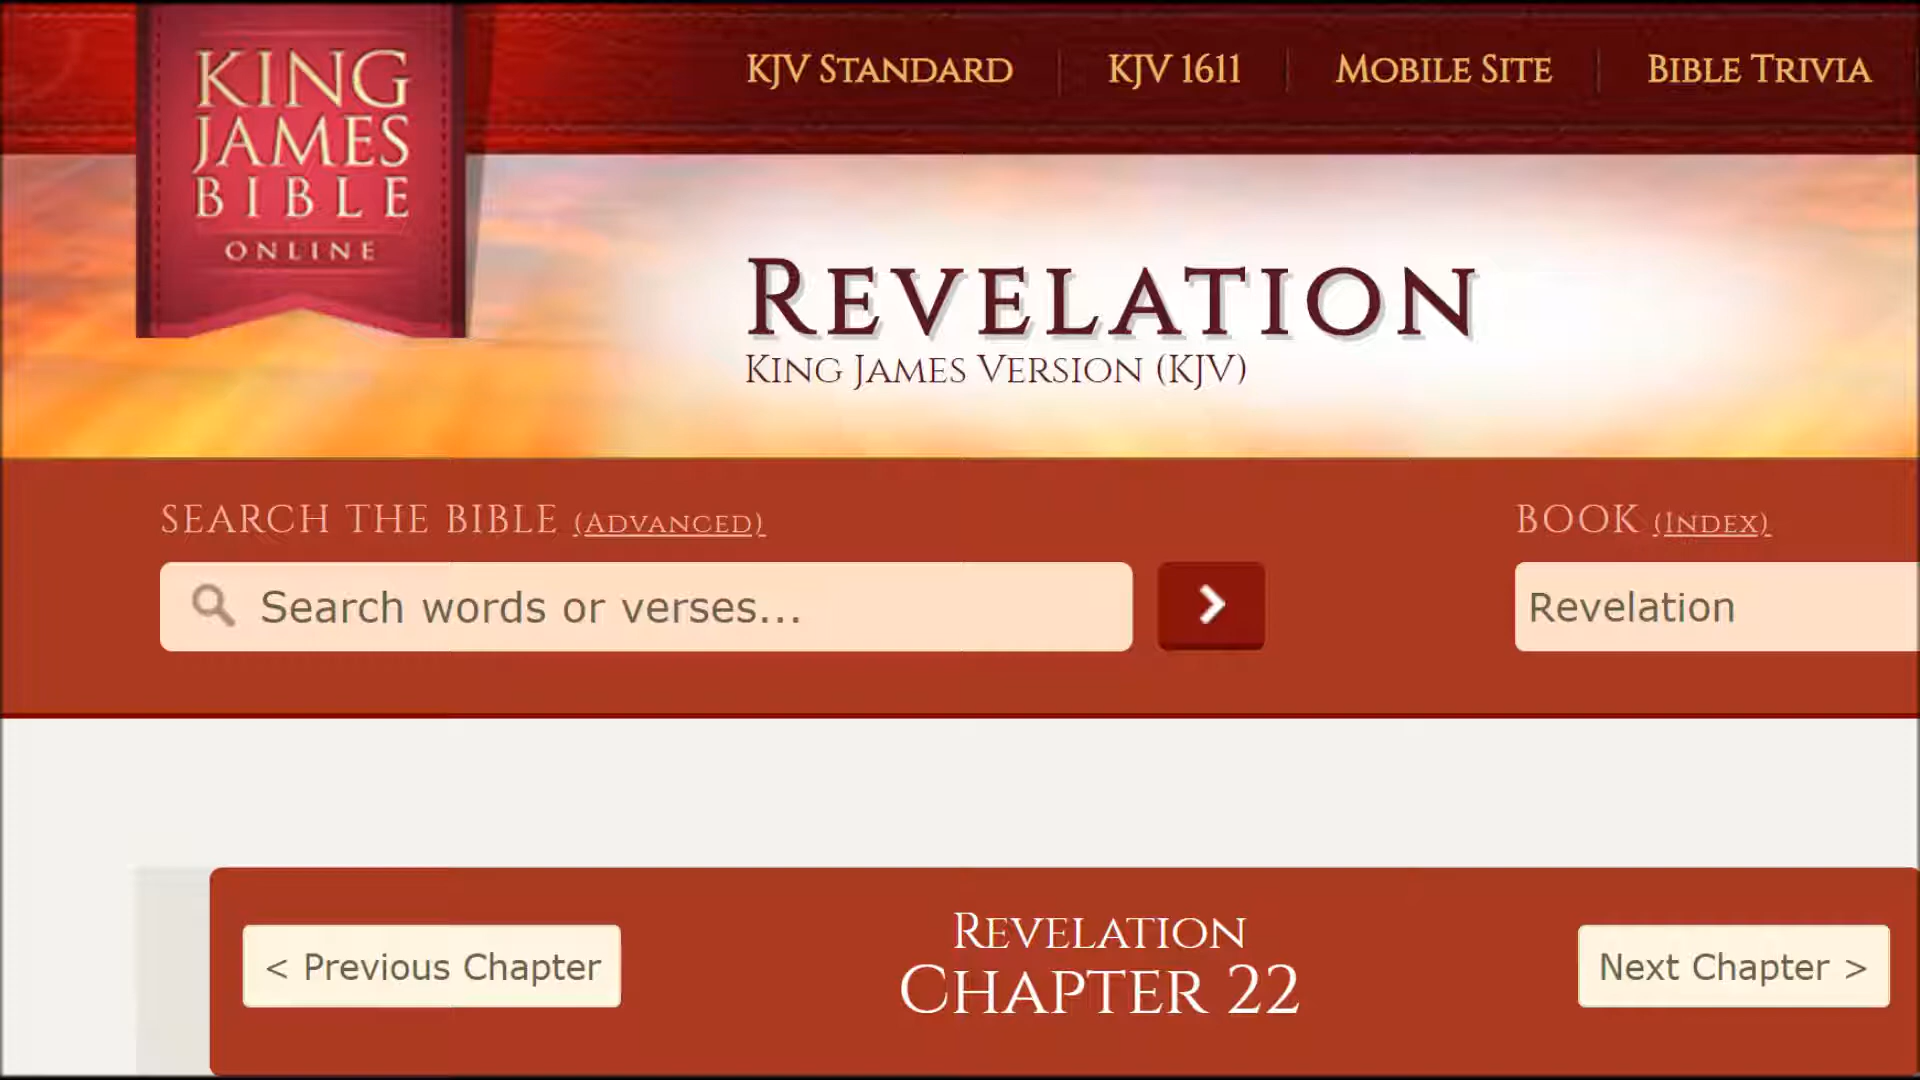 KING
JAMES
BIBLE
ONLINE
KJV STANDARD
KJV 1611
MOBILE SITE
BIBLE TRIVIA
REVELATION
KING JAMES VERSION (KJV)
SEARCH THE BIBLE (ADVANCED)
BOOK (INDEX)
Search words or verses...
Revelation
< Previous Chapter
REVELATION
CHAPTER 22
Next Chapter >